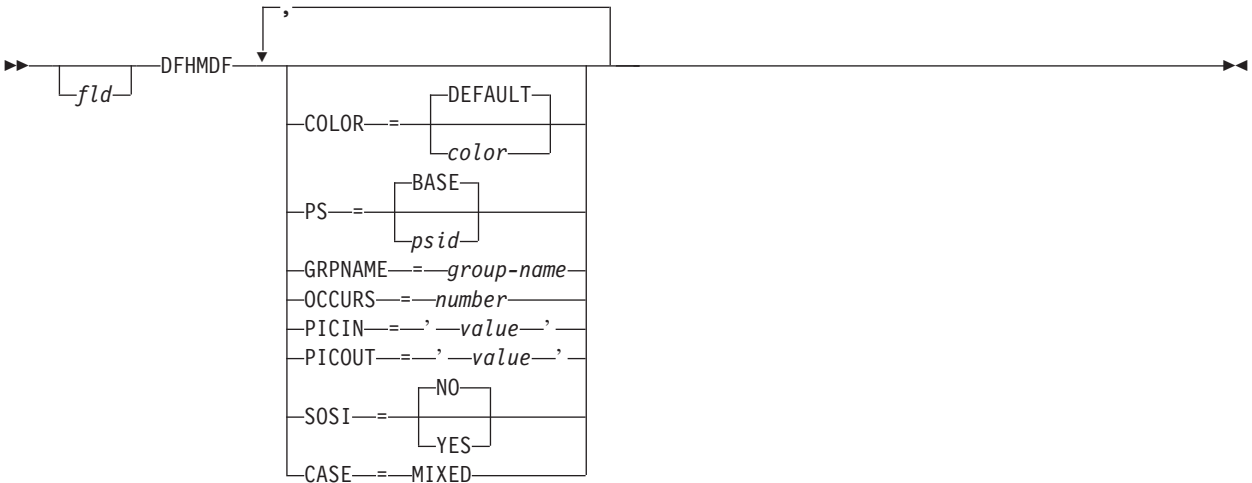 ,
DFHMDF
fld
DEFAULT
COLOR =
color
BASE
PS =
psid
GRPNAME = group-name
OCCURS = number
PICIN = ’ value ’
PICOUT = ’ value ’
NO
SOSI =
YES
CASE = MIXED